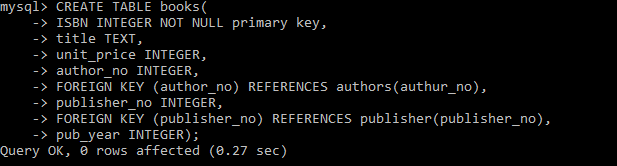 mysql> CREATE TABLE books(
-> ISBN INTEGER NOT NULL primary key,
-> title TEXT,
-> unit_price INTEGER,
-> author_no INTEGER,
-> FOREIGN KEY (author_no) REFERENCES authors(authur_no),
-> publisher_no INTEGER,
-> FOREIGN KEY (publisher_no) REFERENCES publisher(publisher_no),
-> pub_year INTEGER);
Query OK, 0 rows affected (0.27 sec)